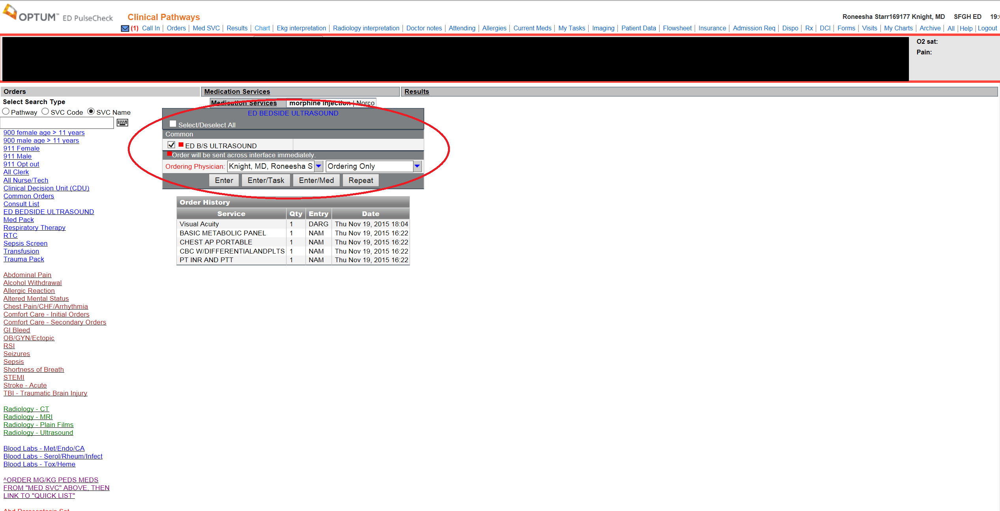 OPTUM™ ED PulseCheck
Clinical Pathways
Roneesha Starr169177 Knight, MD SFGH ED 19:
(1) Call In | Orders | Med SVC | Results | Chart | Ekg interpretation | Radiology interpretation | Doctor notes | Attending | Allergies | Current Meds | My Tasks | Imaging | Patient Data | Flowsheet | Insurance | Admission Req | Dispo | Rx | DCI | Forms | Visits | My Charts | Archive | All | Help | Logout
O2 sat:
Pain:
Orders
Medication Services
Results
Select Search Type
Pathway SVC Code SVC Name
900 female age > 11 years
900 male age > 11 years
911 Female
911 Male
911 Opt out
All Clerk
All Nurse/Tech
Clinical Decision Unit (CDU)
Common Orders
Consult List
ED BEDSIDE ULTRASOUND
Med Pack
Respiratory Therapy
RTC
Sepsis Screen
Transfusion
Trauma Pack
Abdominal Pain
Alcohol Withdrawal
Allergic Reaction
Altered Mental Status
Chest Pain/CHF/Arrhythmia
Comfort Care - Initial Orders
Comfort Care - Secondary Orders
GI Bleed
OB/GYN/Ectopic
RSI
Seizures
Sepsis
Shortness of Breath
STEMI
Stroke - Acute
TBI - Traumatic Brain Injury
Radiology - CT
Radiology - MRI
Radiology - Plain Films
Radiology - Ultrasound
Blood Labs - Met/Endo/CA
Blood Labs - Serol/Rheum/Infect
Blood Labs - Tox/Heme
^ORDER MG/KG PEDS MEDS
FROM "MED SVC" ABOVE, THEN
LINK TO "QUICK LIST"
Abd Paracentesis Set
Medication Services morphine injection | Norco
ED BEDSIDE ULTRASOUND
Select/Deselect All
Common
ED B/S ULTRASOUND
Order will be sent across interface immediately.
Ordering Physician: Knight, MD, Roneesha S Ordering Only
Enter Enter/Task Enter/Med Repeat
Order History
Service Qty Entry Date
Visual Acuity 1 DARG Thu Nov 19, 2015 18:04
BASIC METABOLIC PANEL 1 NAM Thu Nov 19, 2015 16:22
CHEST AP PORTABLE 1 NAM Thu Nov 19, 2015 16:22
CBC W/DIFFERENTIALANDPLTS 1 NAM Thu Nov 19, 2015 16:22
PT INR AND PTT 1 NAM Thu Nov 19, 2015 16:22